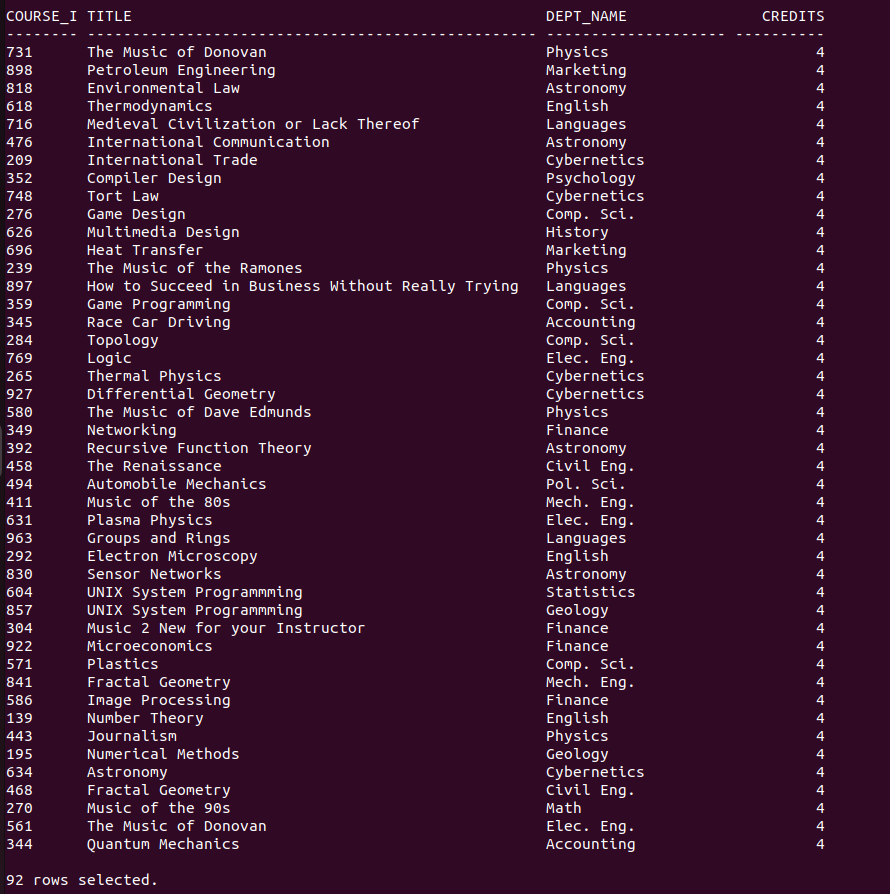 COURSE_I TITLE                                              DEPT_NAME               CREDITS
-------- -------------------------------------------------- -------------------- ----------
731      The Music of Donovan                               Physics                       4
898      Petroleum Engineering                              Marketing                     4
818      Environmental Law                                  Astronomy                     4
618      Thermodynamics                                     English                       4
716      Medieval Civilization or Lack Thereof              Languages                     4
476      International Communication                        Astronomy                     4
209      International Trade                                Cybernetics                   4
352      Compiler Design                                    Psychology                    4
748      Tort Law                                           Cybernetics                   4
276      Game Design                                        Comp. Sci.                    4
626      Multimedia Design                                  History                       4
696      Heat Transfer                                      Marketing                     4
239      The Music of the Ramones                           Physics                       4
897      How to Succeed in Business Without Really Trying   Languages                     4
359      Game Programming                                   Comp. Sci.                    4
345      Race Car Driving                                   Accounting                    4
284      Topology                                           Comp. Sci.                    4
769      Logic                                              Elec. Eng.                    4
265      Thermal Physics                                    Cybernetics                   4
927      Differential Geometry                              Cybernetics                   4
580      The Music of Dave Edmunds                          Physics                       4
349      Networking                                         Finance                       4
392      Recursive Function Theory                          Astronomy                     4
458      The Renaissance                                    Civil Eng.                    4
494      Automobile Mechanics                               Pol. Sci.                     4
411      Music of the 80s                                   Mech. Eng.                    4
631      Plasma Physics                                     Elec. Eng.                    4
963      Groups and Rings                                   Languages                     4
292      Electron Microscopy                                English                       4
830      Sensor Networks                                    Astronomy                     4
604      UNIX System Programmming                           Statistics                    4
857      UNIX System Programmming                           Geology                       4
304      Music 2 New for your Instructor                    Finance                       4
922      Microeconomics                                     Finance                       4
571      Plastics                                           Comp. Sci.                    4
841      Fractal Geometry                                   Mech. Eng.                    4
586      Image Processing                                   Finance                       4
139      Number Theory                                      English                       4
443      Journalism                                         Physics                       4
195      Numerical Methods                                  Geology                       4
634      Astronomy                                          Cybernetics                   4
468      Fractal Geometry                                   Civil Eng.                    4
270      Music of the 90s                                   Math                          4
561      The Music of Donovan                               Elec. Eng.                    4
344      Quantum Mechanics                                  Accounting                    4
92 rows selected.